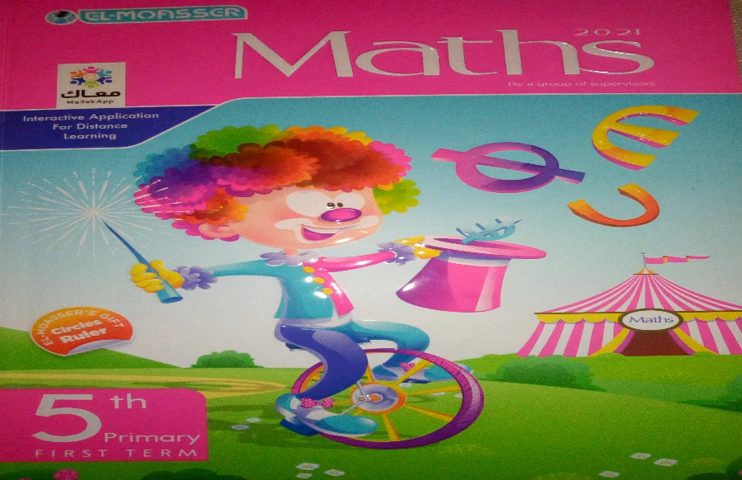 EL-MOASSER
2021
Maths
By a group of supervisors
معاك
Ma3akApp
Interactive Application
For Distance
Learning
EL-MOASSER'S GIFT
Circles
Ruler
Maths
5th
Primary
FIRST TERM